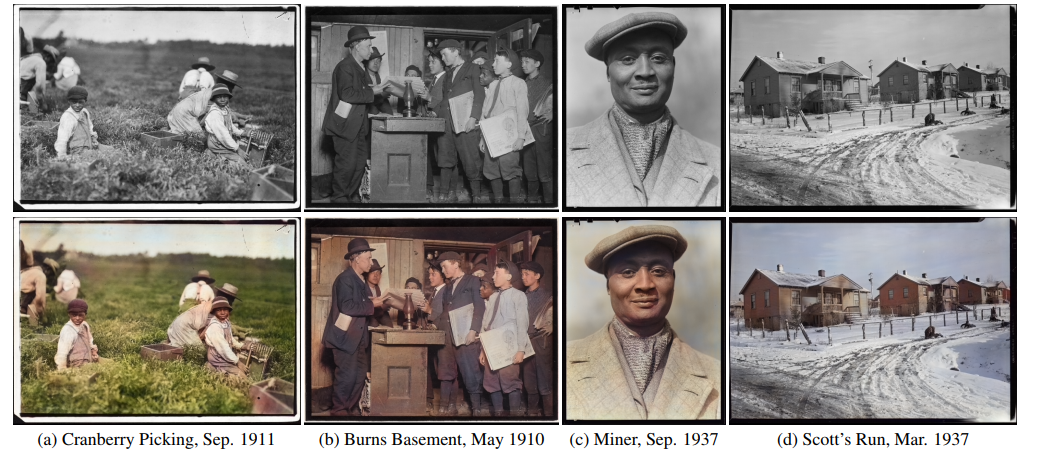 (a) Cranberry Picking, Sep. 1911
(b) Burns Basement, May 1910
(c) Miner, Sep. 1937
(d) Scott's Run, Mar. 1937